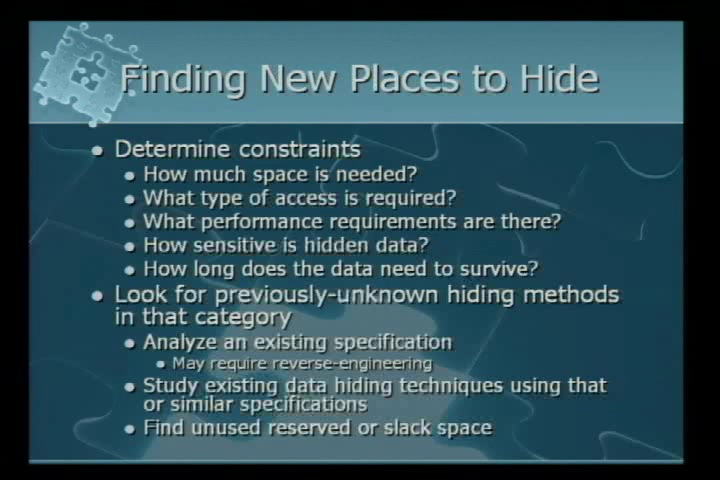 Finding New Places to Hide
Determine constraints
How much space is needed?
What type of access is required?
What performance requirements are there?
How sensitive is hidden data?
How long does the data need to survive?
Look for previously-unknown hiding methods
in that category
Analyze an existing specification
May require reverse-engineering
Study existing data hiding techniques using that
or similar specifications
Find unused reserved or slack space